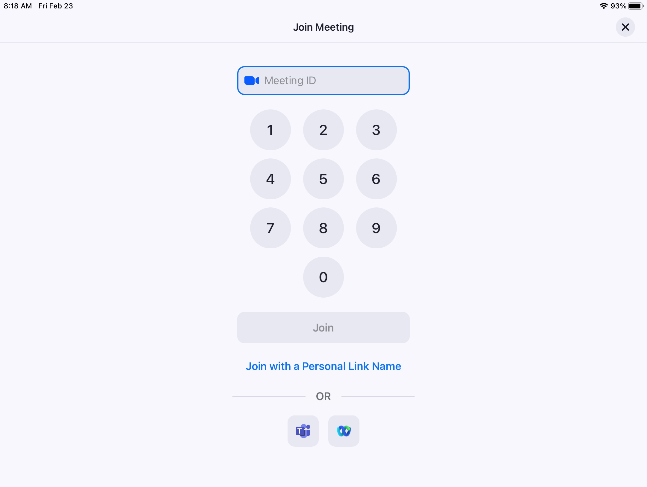 8:18 AM Fri Feb 23 93%
Join Meeting
Meeting ID
1 2 3
4 5 6
7 8 9
0
Join
Join with a Personal Link Name
OR